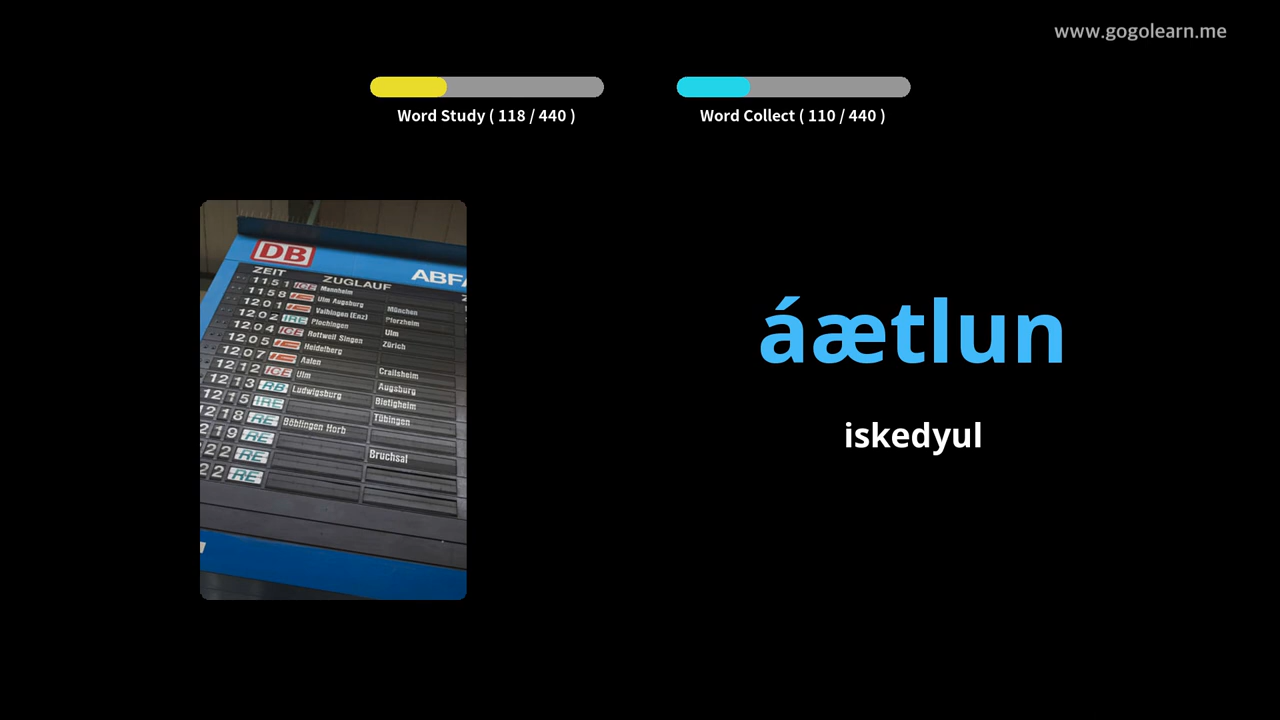 www.gogolearn.me
Word Study ( 118 / 440 )
Word Collect ( 110 / 440 )
DB
ABFA
ZEIT ZUGLAUF
1151 ICE Mannheim
1158 Ulm Augsburg München
1201 Vaihingen (Enz) Pforzheim
1202 IRE Plochingen Ulm
1204 ICE Rottweil Singen Zürich
1205 Heidelberg
1207 Aalen Crailsheim
1212 ICE Ulm Augsburg
1213 RB Ludwigsburg Bietigheim
1215 IRE Tübingen
1218 RE Böblingen Horb
219 RE
22 RE Bruchsal
22 RE
áætlun
iskedyul